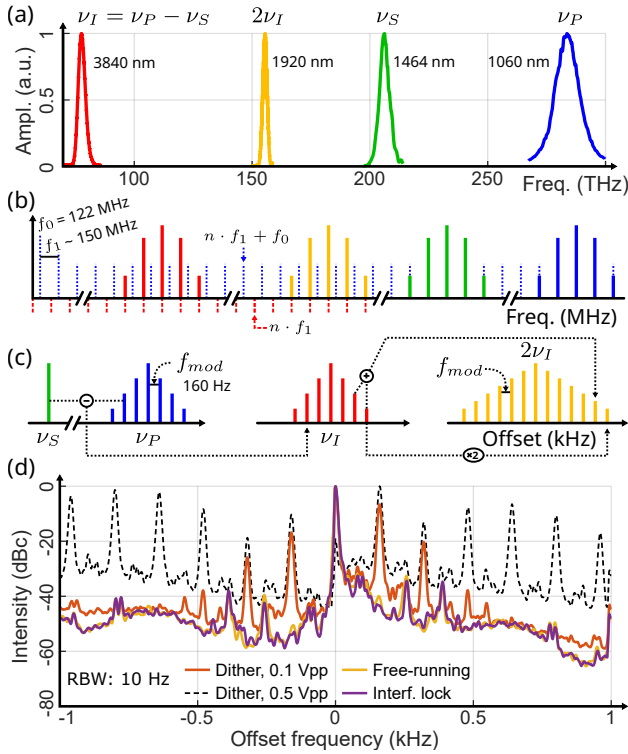 (a) ν_I = ν_P − ν_S 2ν_I ν_S ν_P
3840 nm 1920 nm 1464 nm 1060 nm
Ampl. (a.u.)
1
0.5
0
100 150 200 250
Freq. (THz)
(b)
f_0 = 122 MHz
f_1 ~ 150 MHz
n · f_1 + f_0
n · f_1
Freq. (MHz)
(c)
f_mod
160 Hz
−
+
f_mod
2ν_I
×2
ν_S ν_P ν_I Offset (kHz)
(d)
Intensity (dBc)
0
-20
-40
-60
-80
RBW: 10 Hz
Dither, 0.1 Vpp Free-running
Dither, 0.5 Vpp Interf. lock
-1 -0.5 0 0.5 1
Offset frequency (kHz)